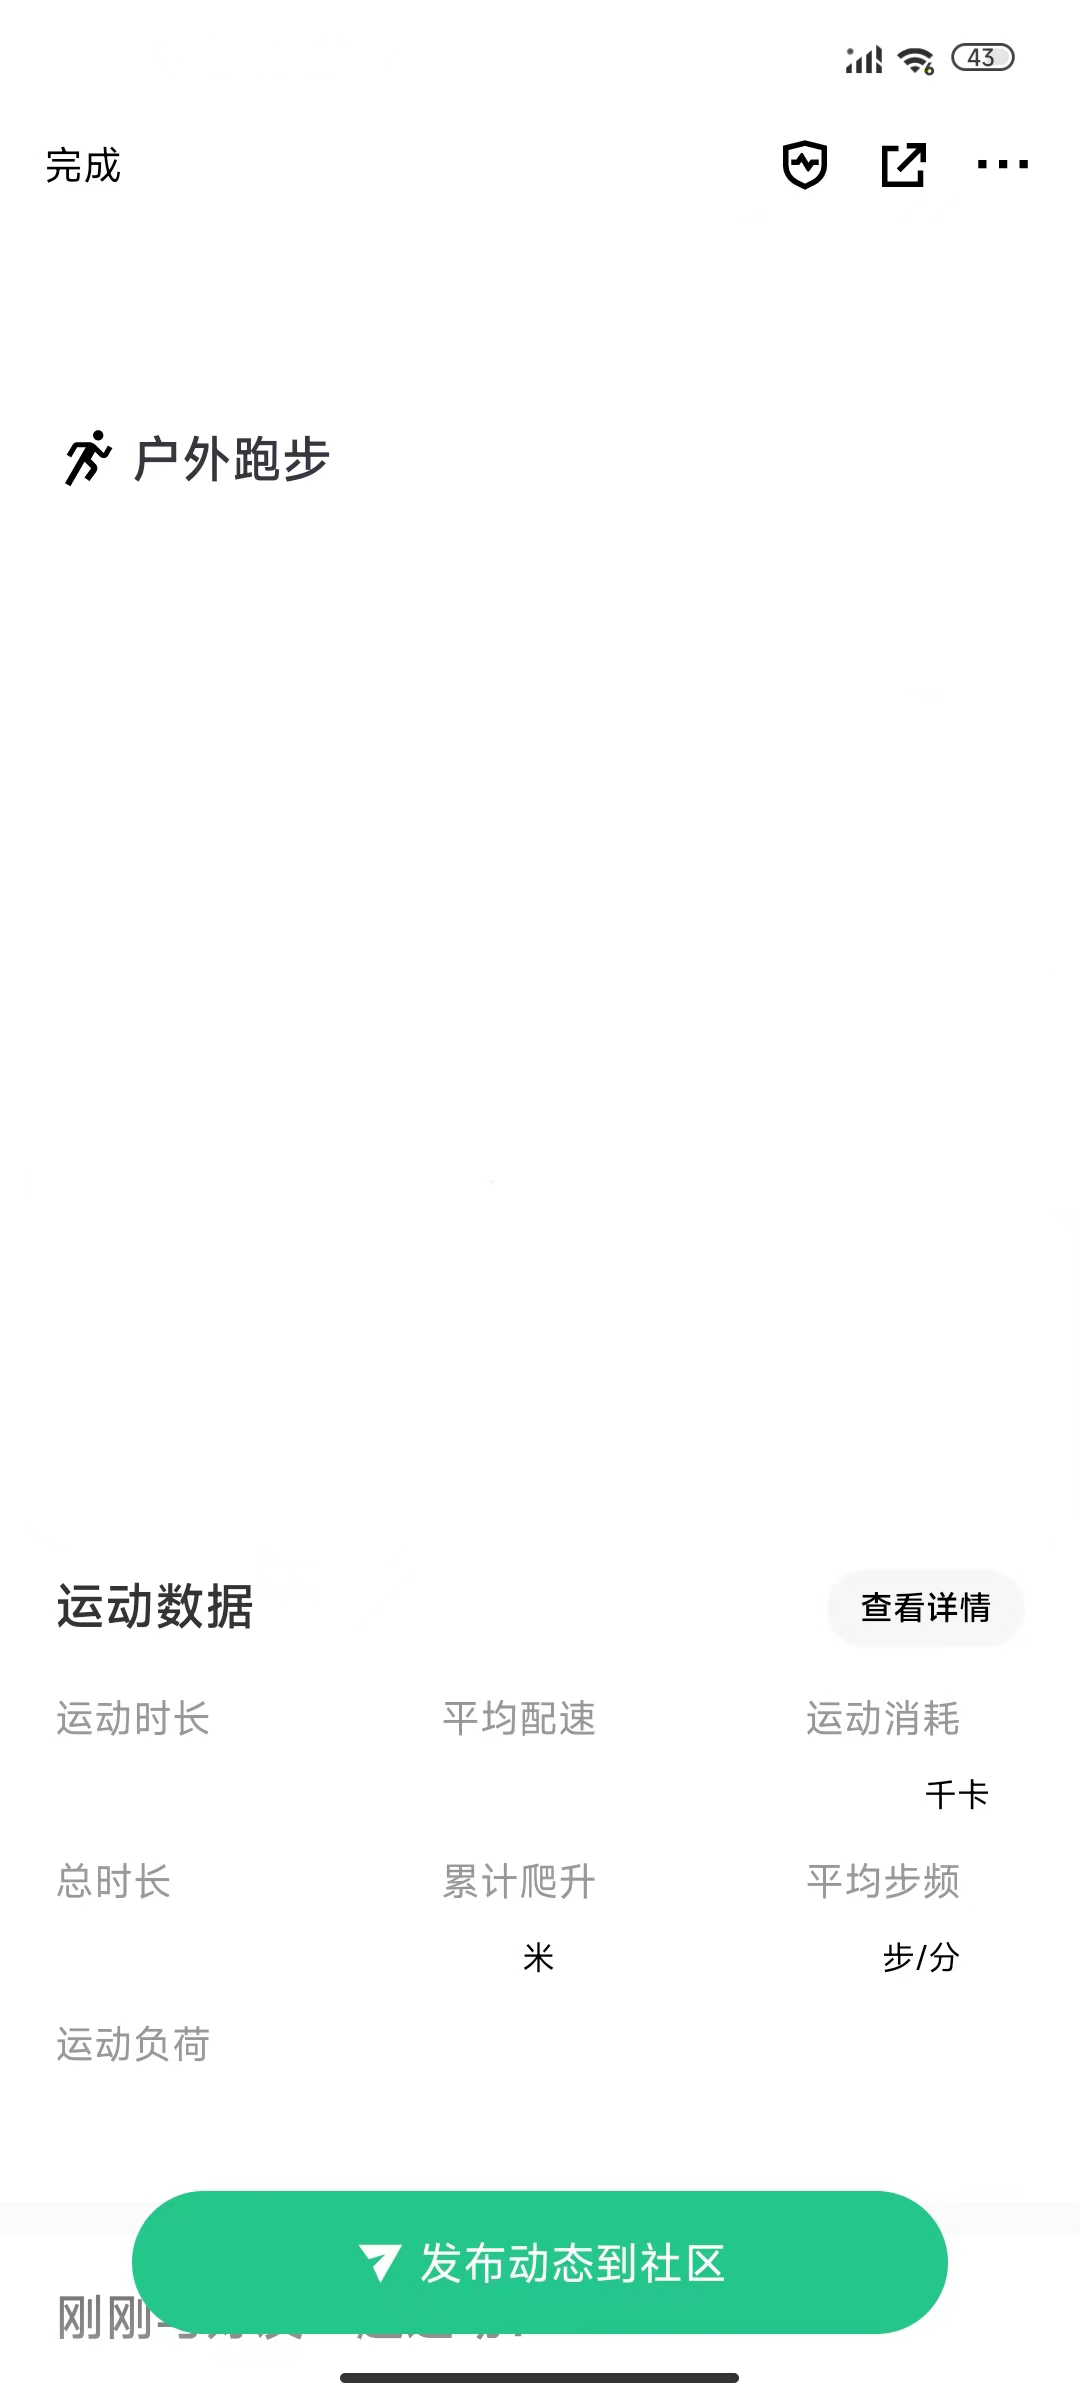 43
完成
户外跑步
运动数据
查看详情
运动时长 平均配速 运动消耗
千卡
总时长 累计爬升 平均步频
米 步/分
运动负荷
发布动态到社区
刚刚